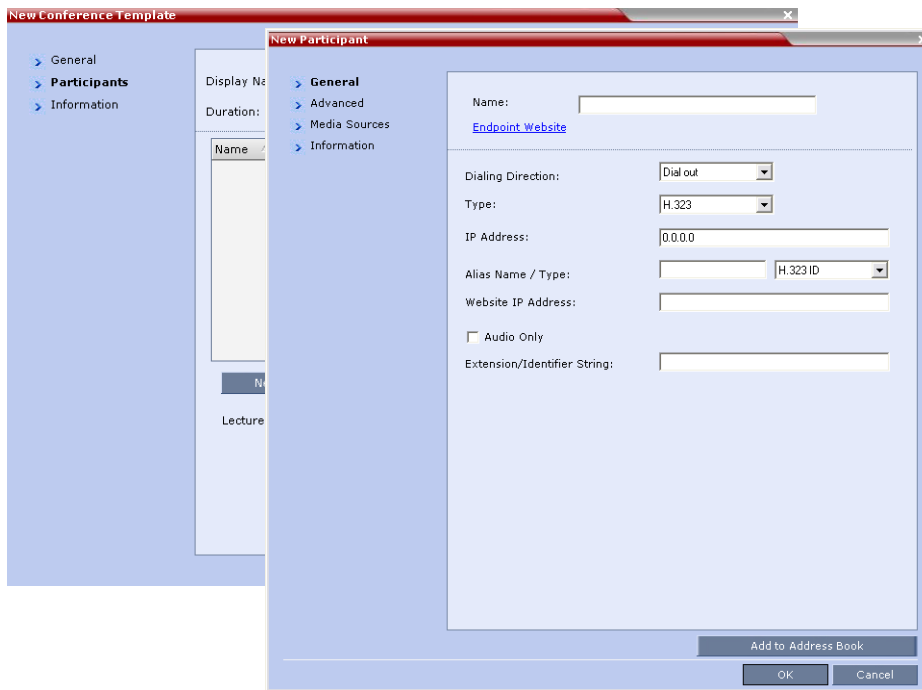 New Conference Template
General
Participants
Information
Display Na
Duration:
Name
Ne
Lecture
New Participant
General
Advanced
Media Sources
Information
Name:
Endpoint Website
Dialing Direction: Dial out
Type: H.323
IP Address: 0.0.0.0
Alias Name / Type: H.323 ID
Website IP Address:
Audio Only
Extension/Identifier String:
Add to Address Book
OK Cancel